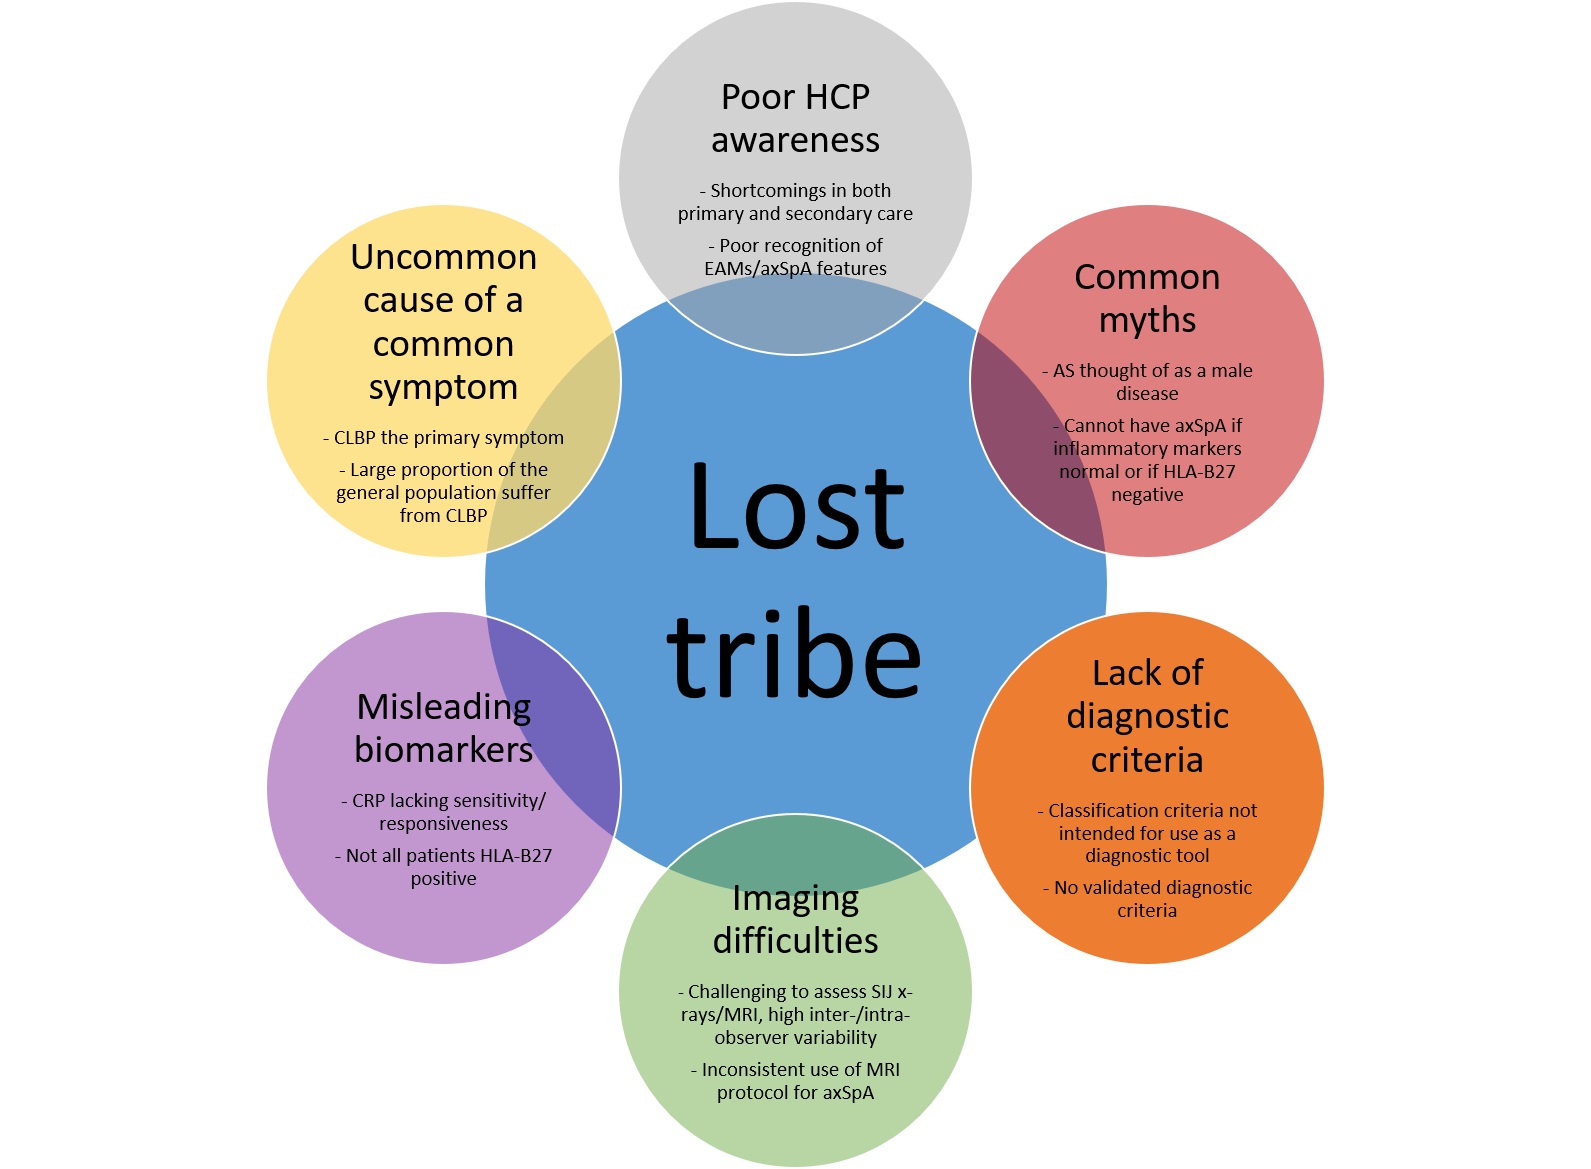 Poor HCP
awareness
- Shortcomings in both
primary and secondary care
- Poor recognition of
EAMs/axSpA features
Common
myths
- AS thought of as a male
disease
- Cannot have axSpA if
inflammatory markers
normal or if HLA-B27
negative
Lack of
diagnostic
criteria
- Classification criteria not
intended for use as a
diagnostic tool
- No validated diagnostic
criteria
Imaging
difficulties
- Challenging to assess SIJ x-
rays/MRI, high inter-/intra-
observer variability
- Inconsistent use of MRI
protocol for axSpA
Misleading
biomarkers
- CRP lacking sensitivity/
responsiveness
- Not all patients HLA-B27
positive
Uncommon
cause of a
common
symptom
- CLBP the primary symptom
- Large proportion of the
general population suffer
from CLBP
Lost
tribe